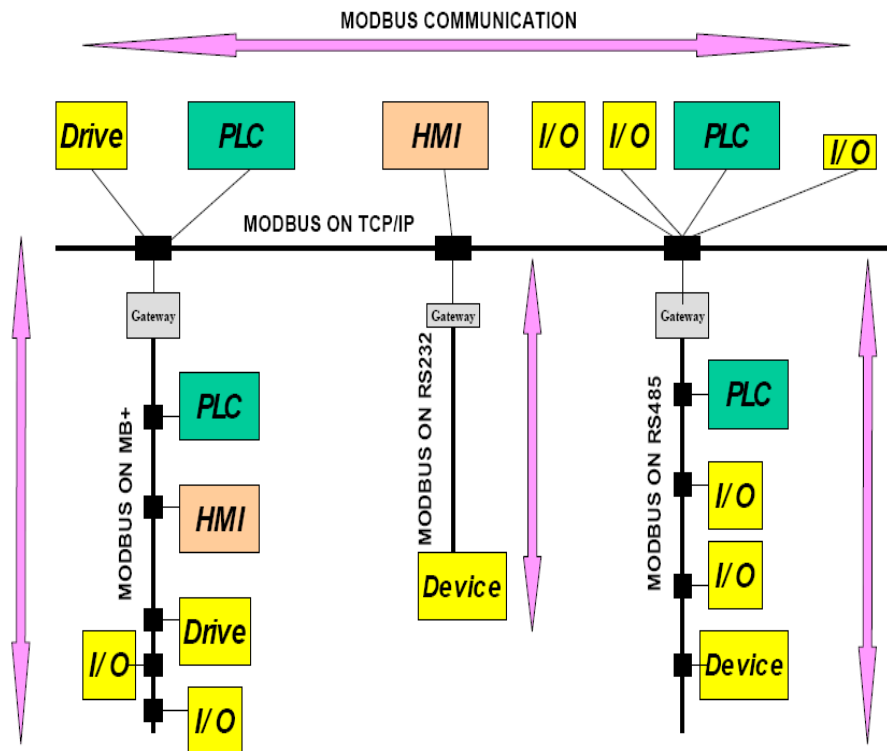 MODBUS COMMUNICATION
Drive
PLC
HMI
I/O
I/O
PLC
I/O
MODBUS ON TCP/IP
Gateway
Gateway
Gateway
MODBUS ON MB+
PLC
HMI
Drive
I/O
I/O
MODBUS ON RS232
Device
MODBUS ON RS485
PLC
I/O
I/O
Device